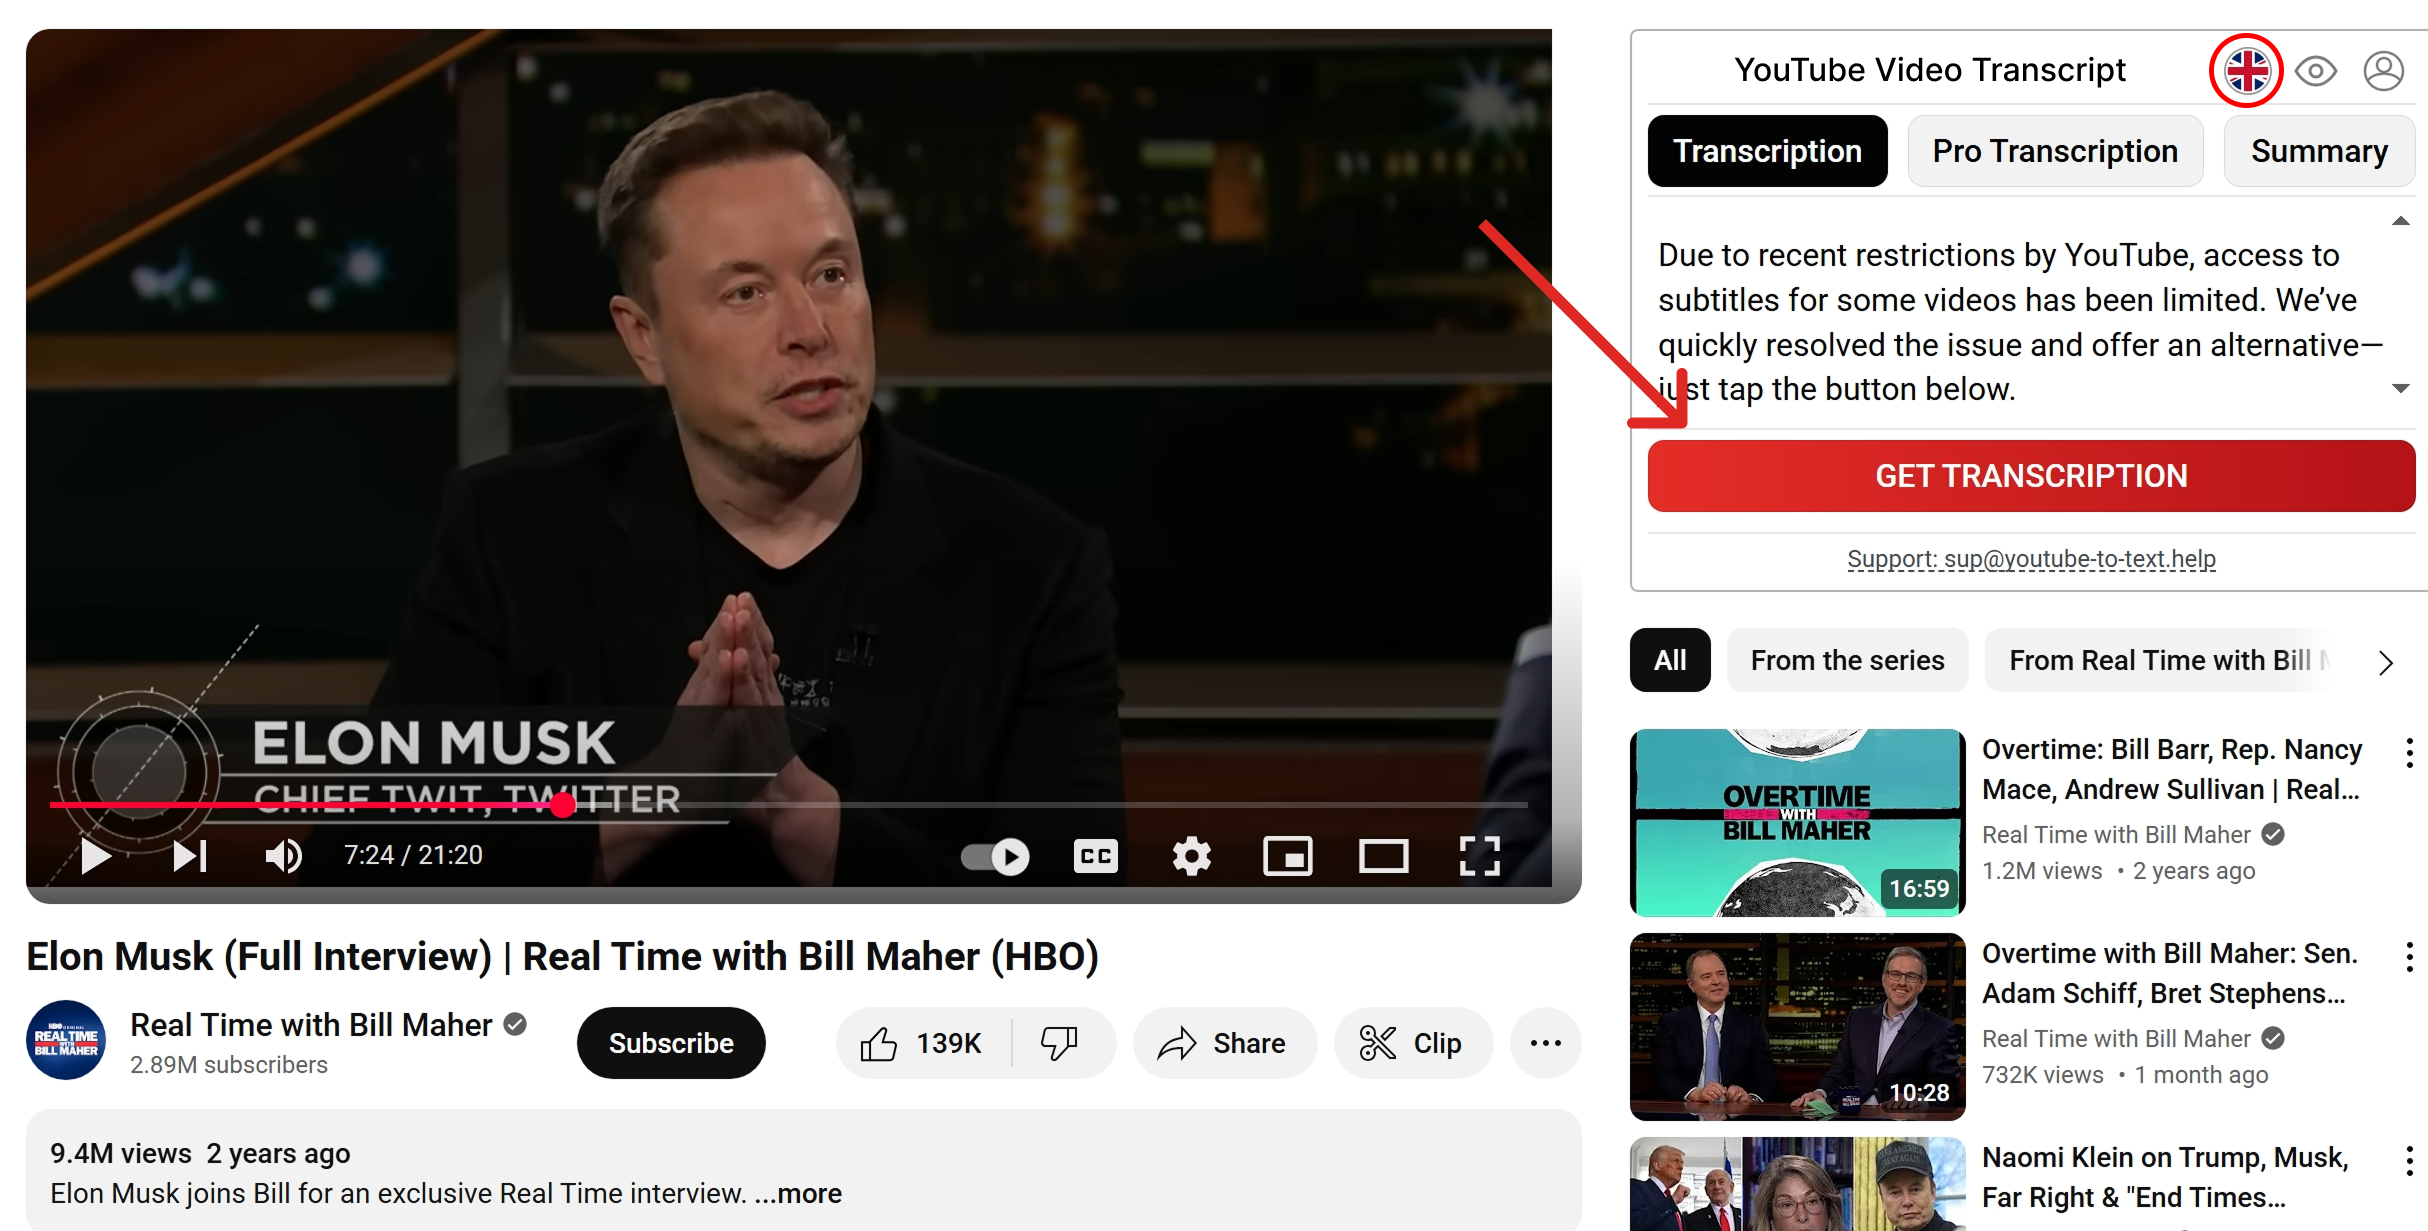 ELON MUSK
CHIEF TWIT, TWITTER
7:24 / 21:20
CC
Elon Musk (Full Interview) | Real Time with Bill Maher (HBO)
HBO ORIGINAL
REAL TIME
WITH
BILL MAHER
Real Time with Bill Maher
2.89M subscribers
Subscribe
139K
Share
Clip
9.4M views 2 years ago
Elon Musk joins Bill for an exclusive Real Time interview. ...more
YouTube Video Transcript
Transcription
Pro Transcription
Summary
Due to recent restrictions by YouTube, access to
subtitles for some videos has been limited. We’ve
quickly resolved the issue and offer an alternative—
just tap the button below.
GET TRANSCRIPTION
Support: sup@youtube-to-text.help
All
From the series
From Real Time with Bill
OVERTIME
WITH
BILL MAHER
16:59
Overtime: Bill Barr, Rep. Nancy
Mace, Andrew Sullivan | Real...
Real Time with Bill Maher
1.2M views • 2 years ago
10:28
Overtime with Bill Maher: Sen.
Adam Schiff, Bret Stephens...
Real Time with Bill Maher
732K views • 1 month ago
Naomi Klein on Trump, Musk,
Far Right & "End Times...